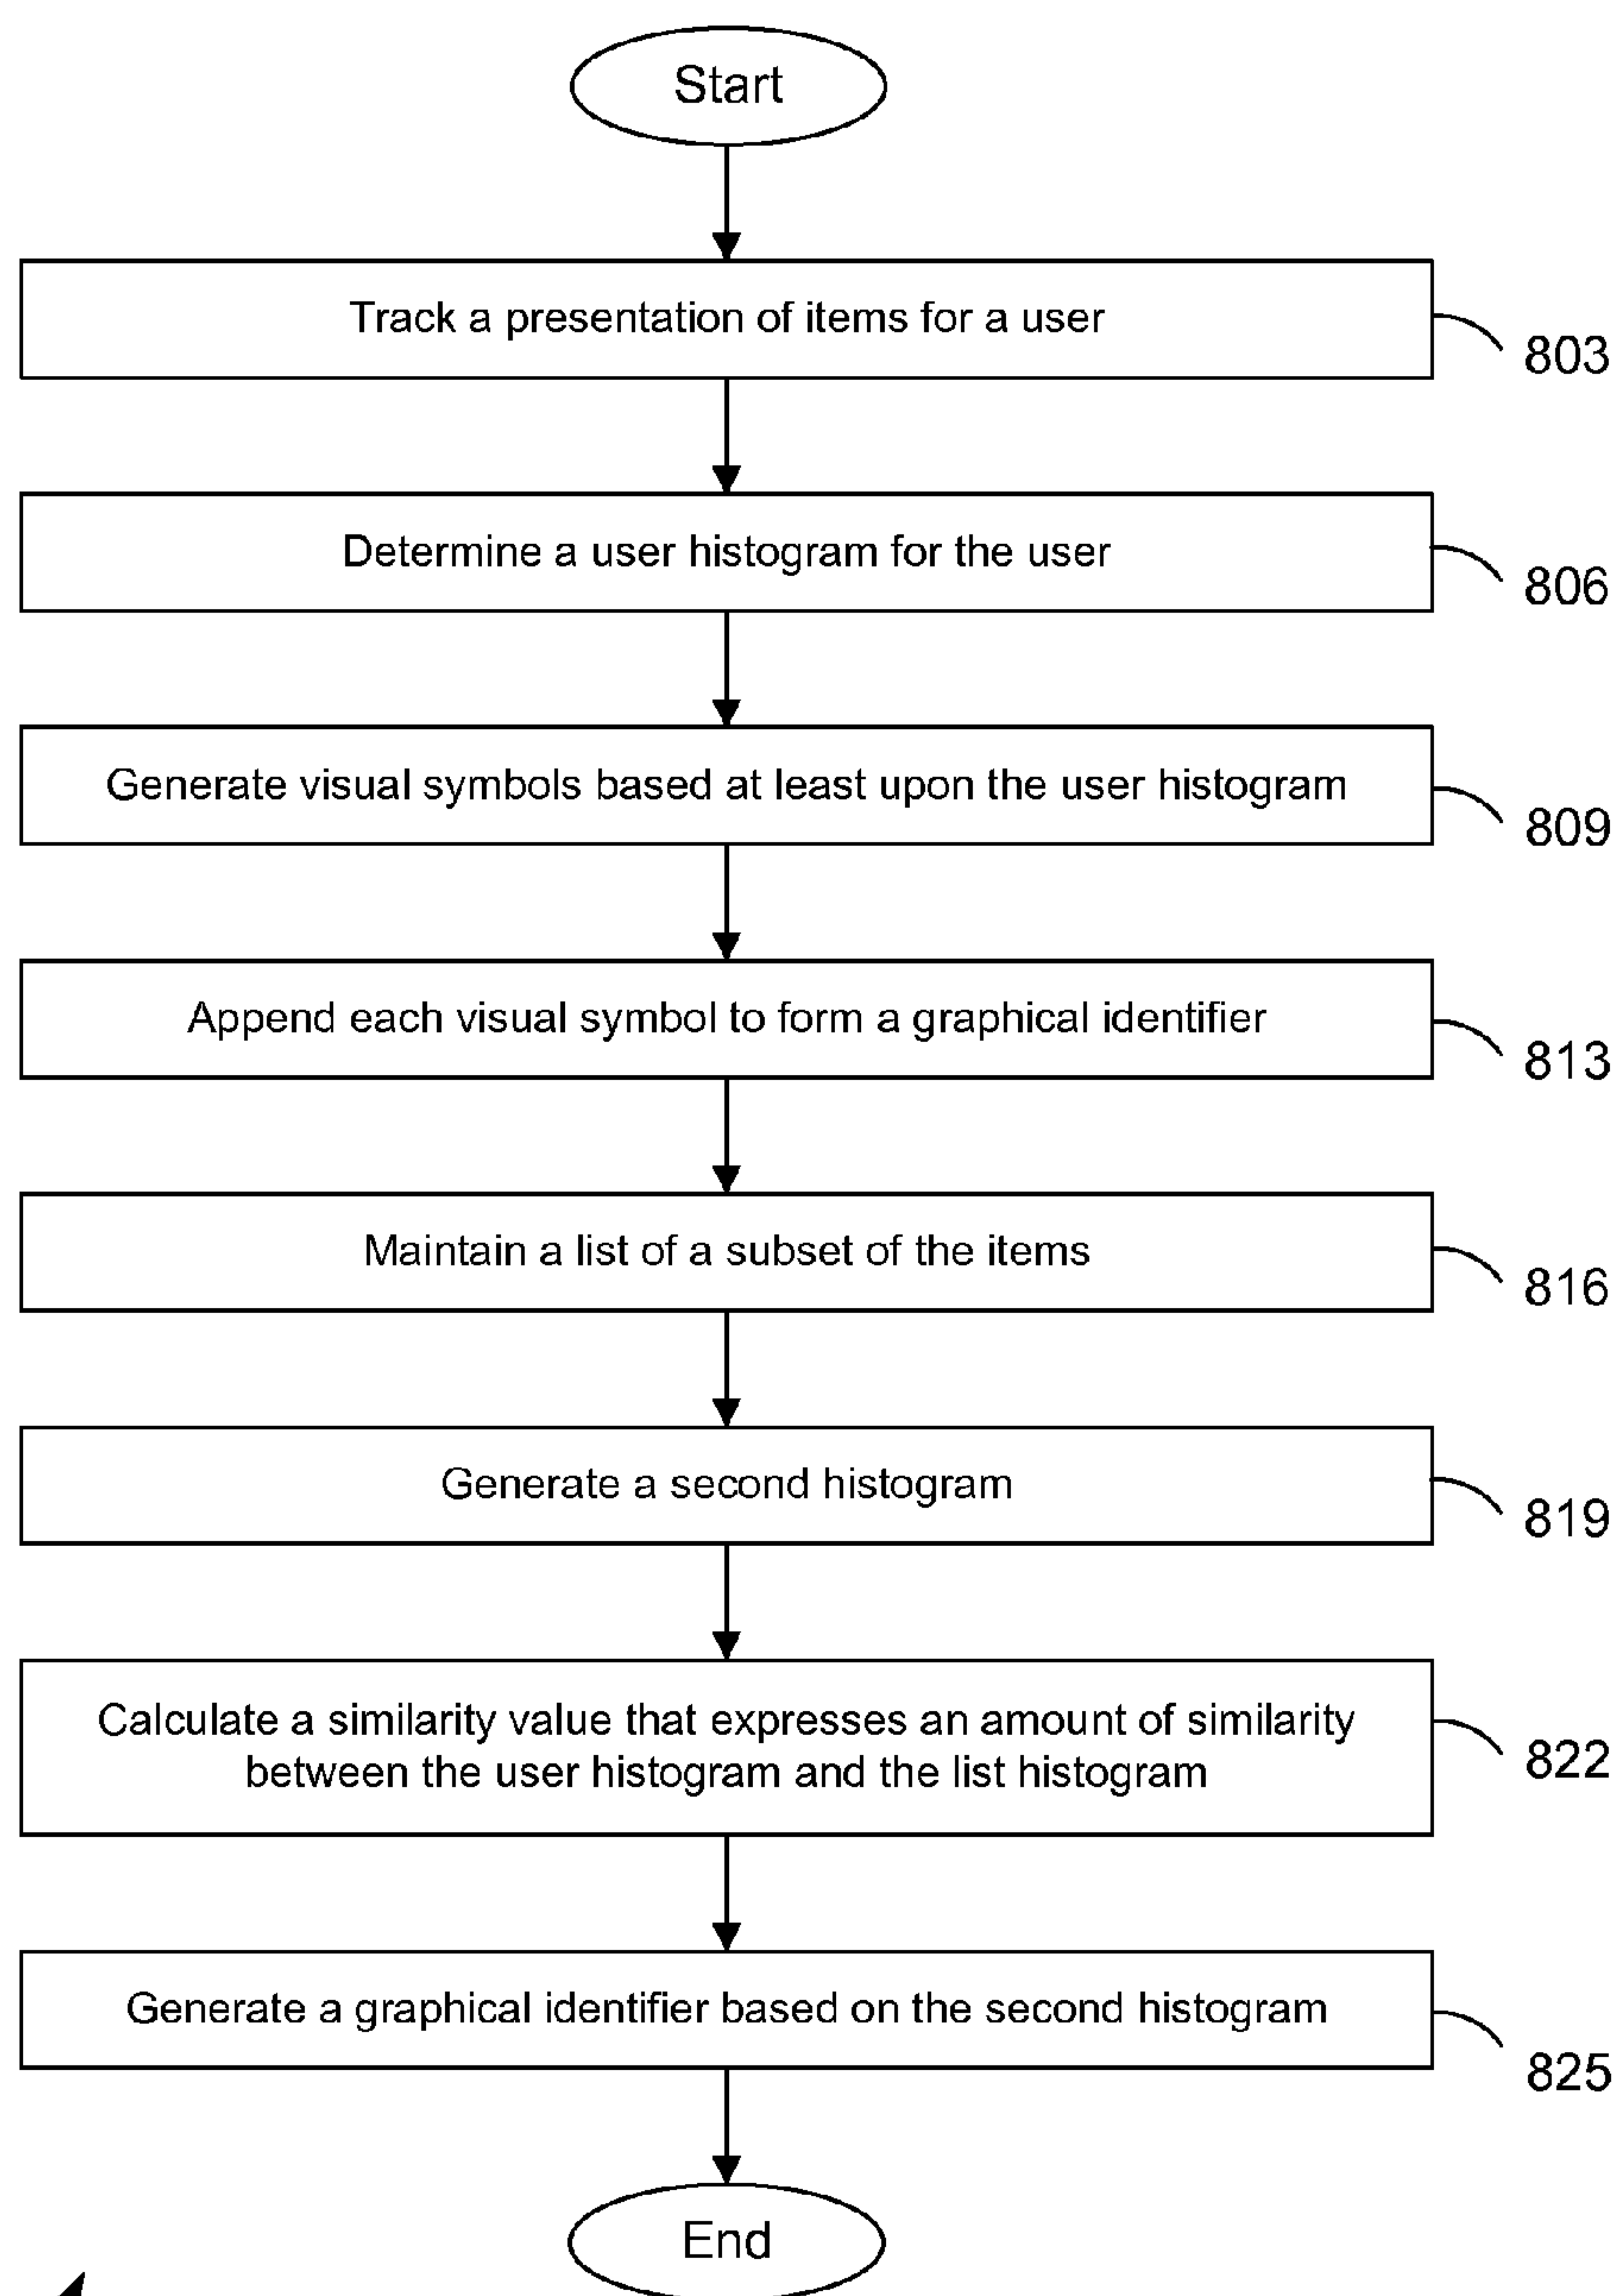 Start
Track a presentation of items for a user
803
Determine a user histogram for the user
806
Generate visual symbols based at least upon the user histogram
809
Append each visual symbol to form a graphical identifier
813
Maintain a list of a subset of the items
816
Generate a second histogram
819
Calculate a similarity value that expresses an amount of similarity
between the user histogram and the list histogram
822
Generate a graphical identifier based on the second histogram
825
End